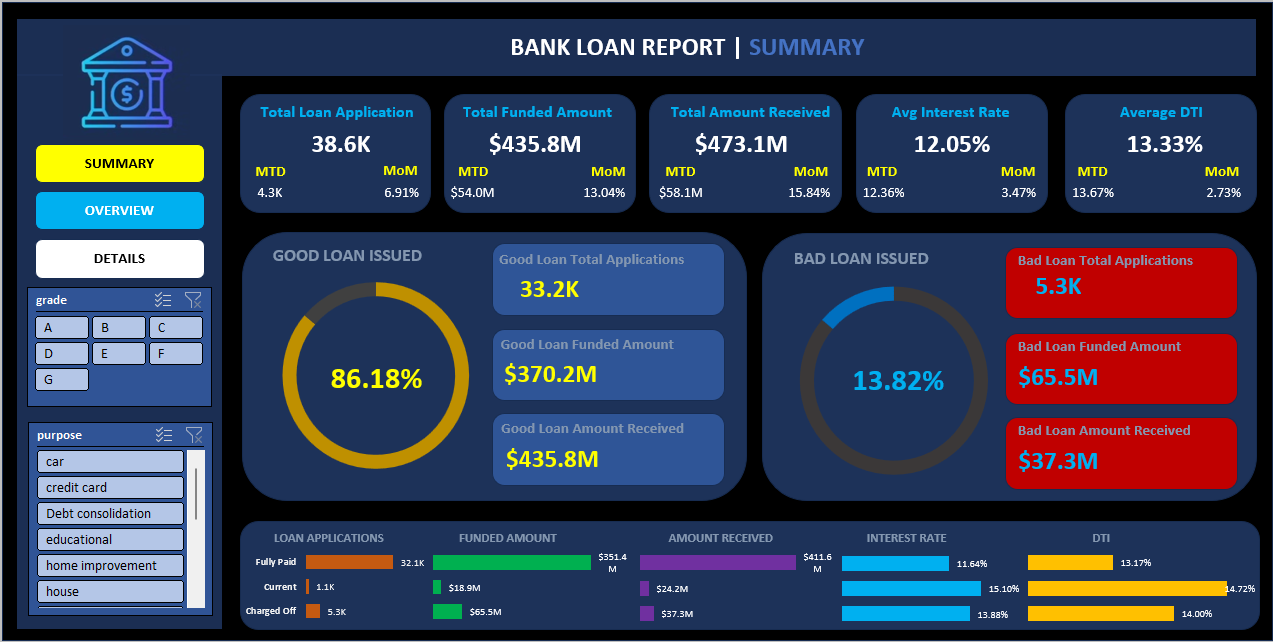 BANK LOAN REPORT | SUMMARY
$
SUMMARY
OVERVIEW
DETAILS
grade
A B C
D E F
G
purpose
car
credit card
Debt consolidation
educational
home improvement
house
Total Loan Application
38.6K
MTD MoM
4.3K 6.91%
Total Funded Amount
$435.8M
MTD MoM
$54.0M 13.04%
Total Amount Received
$473.1M
MTD MoM
$58.1M 15.84%
Avg Interest Rate
12.05%
MTD MoM
12.36% 3.47%
Average DTI
13.33%
MTD MoM
13.67% 2.73%
GOOD LOAN ISSUED
86.18%
Good Loan Total Applications
33.2K
Good Loan Funded Amount
$370.2M
Good Loan Amount Received
$435.8M
BAD LOAN ISSUED
13.82%
Bad Loan Total Applications
5.3K
Bad Loan Funded Amount
$65.5M
Bad Loan Amount Received
$37.3M
LOAN APPLICATIONS
Fully Paid 32.1K
Current 1.1K
Charged Off 5.3K
FUNDED AMOUNT
$351.4
M
$18.9M
$65.5M
AMOUNT RECEIVED
$411.6
M
$24.2M
$37.3M
INTEREST RATE
11.64%
15.10%
13.88%
DTI
13.17%
14.72%
14.00%